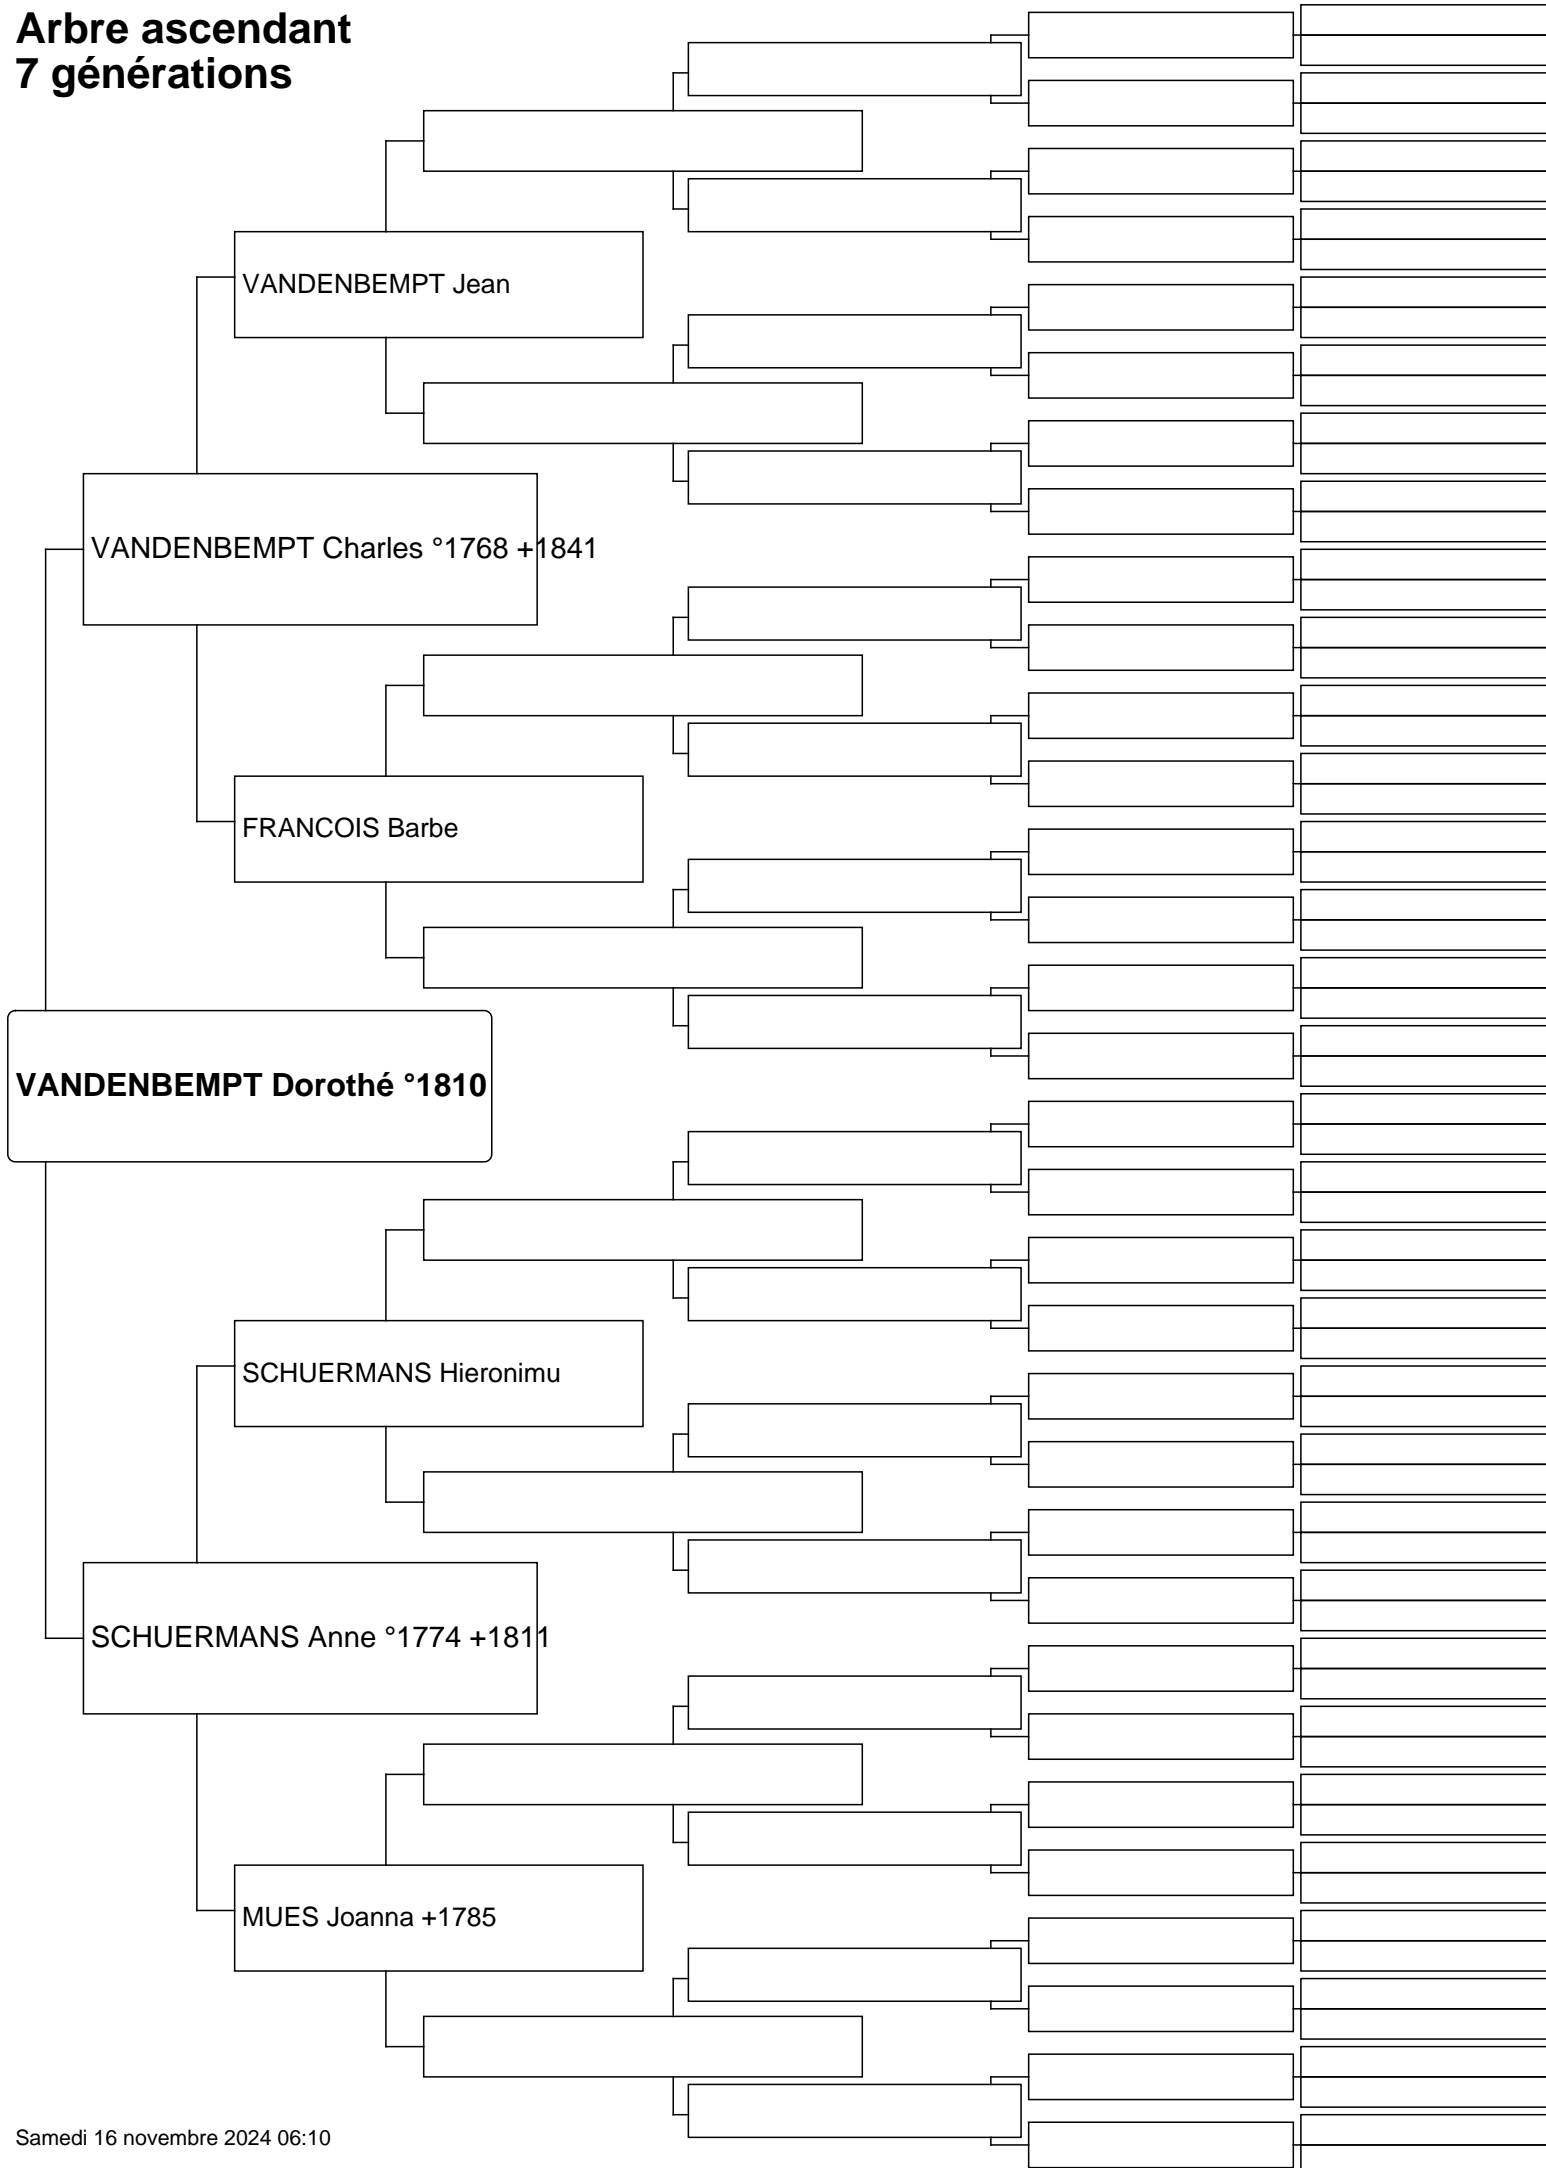 Arbre ascendant
7 générations
VANDENBEMPT Jean
VANDENBEMPT Charles °1768 +1841
FRANCOIS Barbe
VANDENBEMPT Dorothé °1810
SCHUERMANS Hieronimu
SCHUERMANS Anne °1774 +1811
MUES Joanna +1785
Samedi 16 novembre 2024 06:10